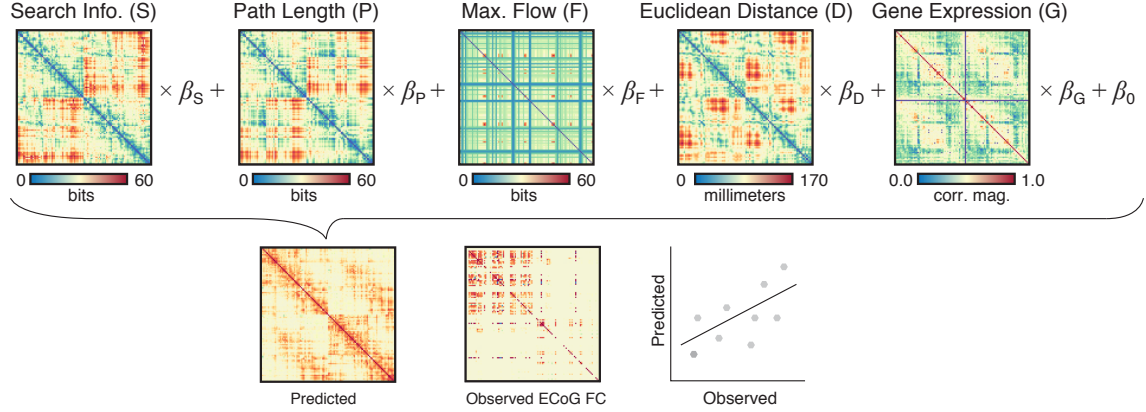 Search Info. (S) Path Length (P) Max. Flow (F) Euclidean Distance (D) Gene Expression (G)
× βS + × βP + × βF + × βD + × βG + β0
0 60 0 60 0 60 0 170 0.0 1.0
bits bits bits millimeters corr. mag.
Predicted
Predicted Observed ECoG FC Observed